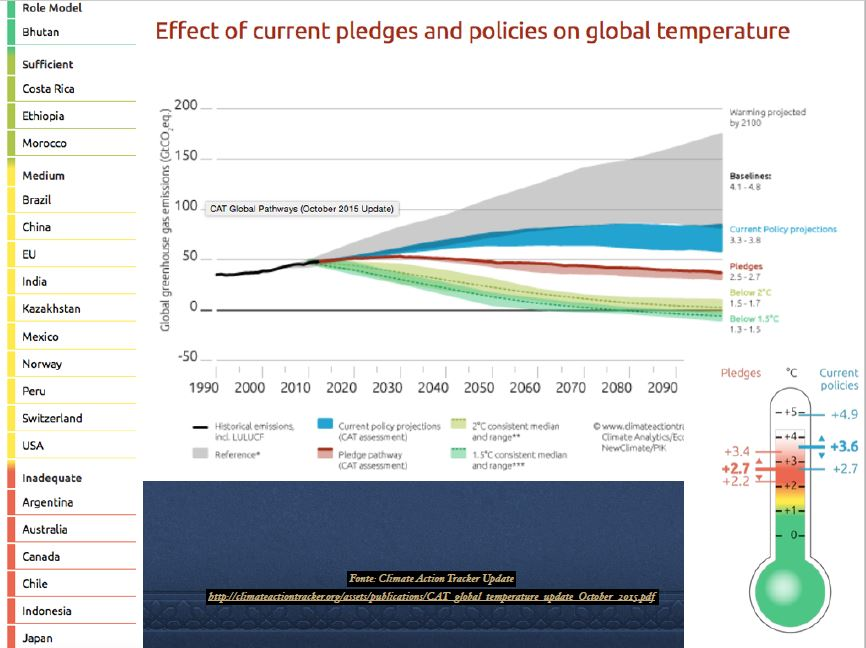 Role Model
Bhutan
Sufficient
Costa Rica
Ethiopia
Morocco
Medium
Brazil
China
EU
India
Kazakhstan
Mexico
Norway
Peru
Switzerland
USA
Inadequate
Argentina
Australia
Canada
Chile
Indonesia
Japan
Effect of current pledges and policies on global temperature
Global greenhouse gas emissions (GtCO2eq.)
200
150
100
50
0
-50
CAT Global Pathways (October 2015 Update)
1990 2000 2010 2020 2030 2040 2050 2060 2070 2080 2090
Warming projected
by 2100
Baselines:
4.1 - 4.8
Current Policy projections
3.3 - 3.8
Pledges
2.5 - 2.7
Below 2°C
1.5 - 1.7
Below 1.5°C
1.3 - 1.5
Historical emissions,
incl. LULUCF
Reference*
Current policy projections
(CAT assessment)
Pledge pathway
(CAT assessment)
2°C consistent median
and range**
1.5°C consistent median
and range***
© www.climateactiontra
Climate Analytics/Ec
NewClimate/PIK
Pledges °C Current
policies
+5 +4.9
+4
+3.4 +3.6
+3
+2.7 +2.7
+2.2 +2
+1
0
Fonte: Climate Action Tracker Update
http://climateactiontracker.org/assets/publications/CAT_global_temperature_update_October_2015.pdf